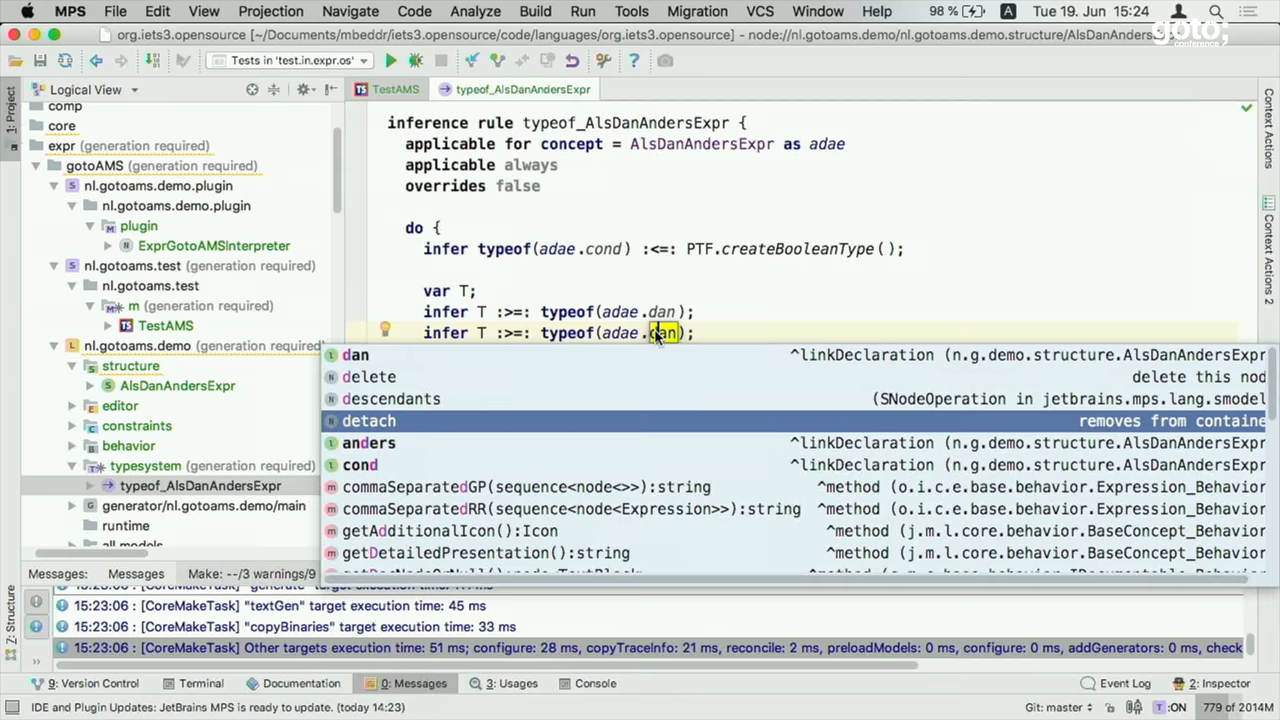 MPS File Edit View Projection Navigate Code Analyze Build Run Tools Migration VCS Window Help 98 % A Tue 19. Jun 15:24
org.iets3.opensource [~/Documents/mbeddr/iets3.opensource/code/languages/org.iets3.opensource] - node://nl.gotoams.demo/nl.gotoams.demo.structure/AlsDanAnders
goto;
conference
Tests in 'test.in.expr.os'
1: Project
Logical View
TestAMS
typeof_AlsDanAndersExpr
comp
core
expr (generation required)
gotoAMS (generation required)
nl.gotoams.demo.plugin
nl.gotoams.demo.plugin
plugin
ExprGotoAMSInterpreter
nl.gotoams.test (generation required)
nl.gotoams.test
m (generation required)
TestAMS
nl.gotoams.demo (generation required)
structure
AlsDanAndersExpr
editor
constraints
behavior
typesystem (generation required)
typeof_AlsDanAndersExpr
generator/nl.gotoams.demo/main
runtime
all models
inference rule typeof_AlsDanAndersExpr {
applicable for concept = AlsDanAndersExpr as adae
applicable always
overrides false
do {
infer typeof(adae.cond) :<=: PTF.createBooleanType();
var T;
infer T :>=: typeof(adae.dan);
infer T :>=: typeof(adae.dan);
dan ^linkDeclaration (n.g.demo.structure.AlsDanAndersExpr
delete delete this nod
descendants (SNodeOperation in jetbrains.mps.lang.smodel
detach removes from containe
anders ^linkDeclaration (n.g.demo.structure.AlsDanAndersExpr
cond ^linkDeclaration (n.g.demo.structure.AlsDanAndersExpr
commaSeparatedGP(sequence<node<>>):string ^method (o.i.c.e.base.behavior.Expression_Behavior
commaSeparatedRR(sequence<node<Expression>>):string ^method (o.i.c.e.base.behavior.Expression_Behavior
getAdditionalIcon():Icon ^method (j.m.l.core.behavior.BaseConcept_Behavior
getDetailedPresentation():string ^method (j.m.l.core.behavior.BaseConcept_Behavior
Context Actions
Context Actions 2
Messages: Messages Make: --/3 warnings/9
Z: Structure
15:23:06 : [CoreMakeTask] "textGen" target execution time: 45 ms
15:23:06 : [CoreMakeTask] "copyBinaries" target execution time: 33 ms
15:23:06 : [CoreMakeTask] Other targets execution time: 51 ms; configure: 28 ms, copyTraceInfo: 21 ms, reconcile: 2 ms, preloadModels: 0 ms, configure: 0 ms, addGenerators: 0 ms, check
9: Version Control Terminal Documentation 0: Messages 3: Usages Console Event Log 2: Inspector
IDE and Plugin Updates: JetBrains MPS is ready to update. (today 14:23) Git: master T :ON 779 of 2014M